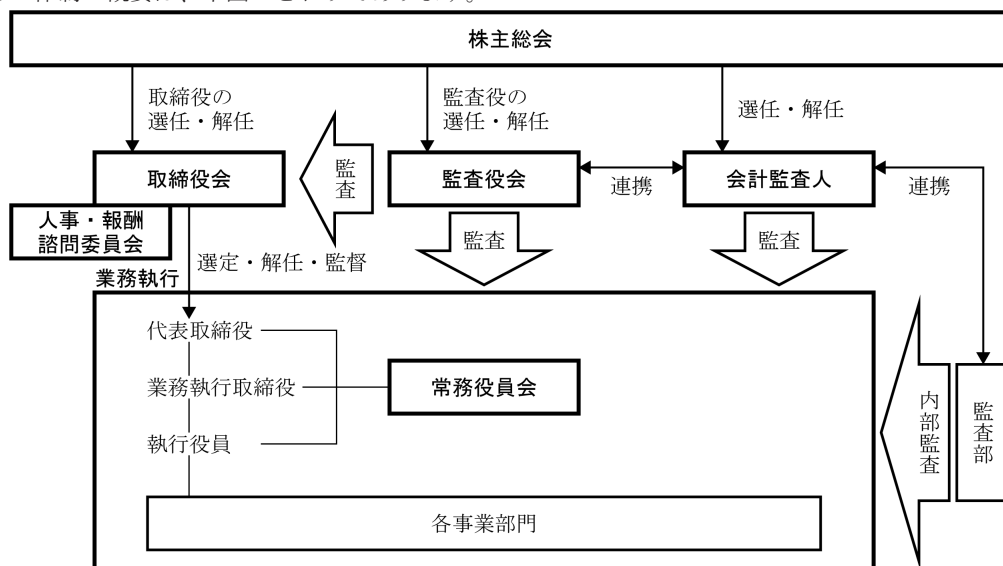 株主総会
取締役の
選任・解任
監査役の
選任・解任
選任・解任
取締役会
監査
監査役会
連携
会計監査人
連携
人事・報酬
諮問委員会
選定・解任・監督
監査
監査
業務執行
代表取締役
業務執行取締役
常務役員会
執行役員
内部監査
監査部
各事業部門